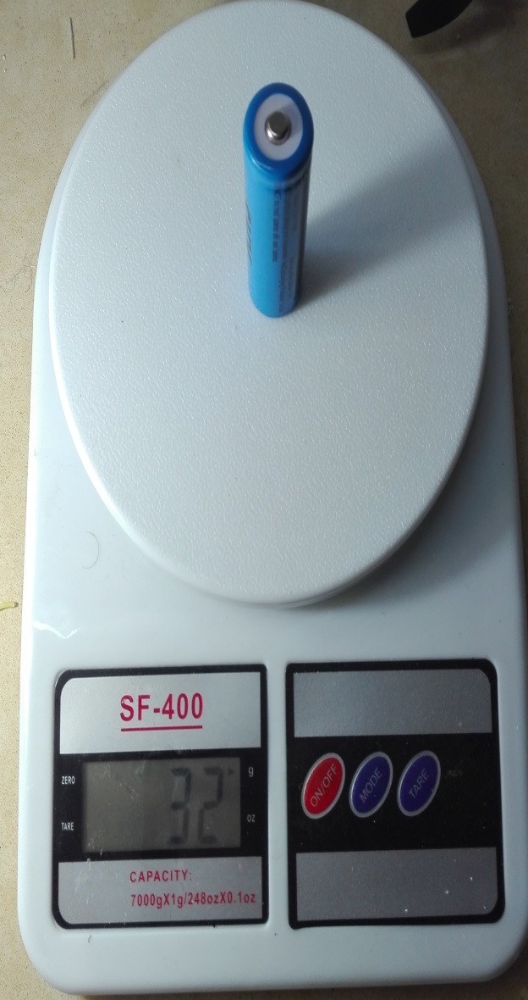 SF-400
ZERO
g
32
TARE
oz
CAPACITY:
7000gX1g/248ozX0.1oz
ON/OFF
MODE
TARE